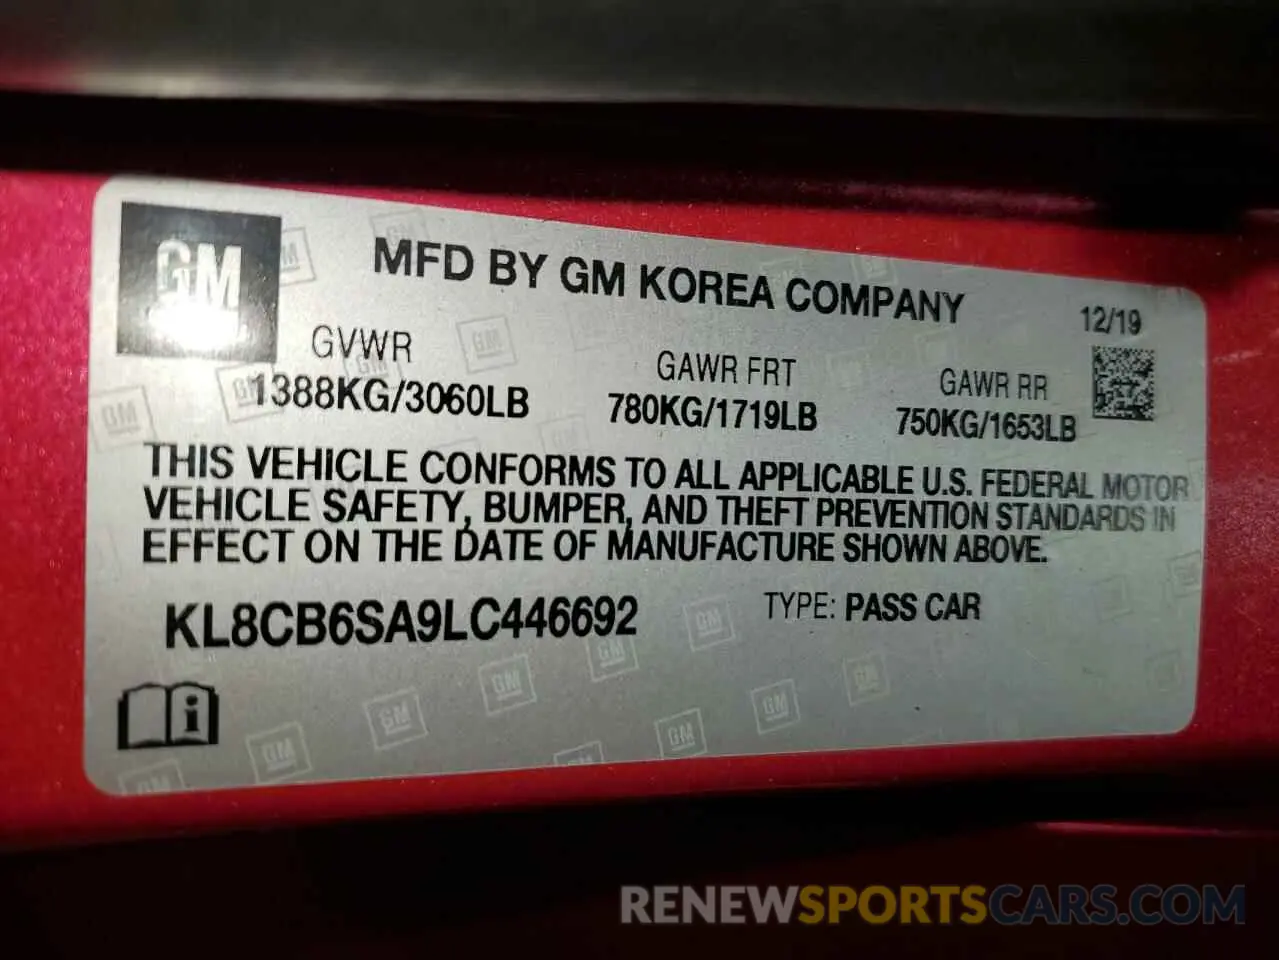 GM
MFD BY GM KOREA COMPANY
12/19
GVWR
1388KG/3060LB
GAWR FRT
780KG/1719LB
GAWR RR
750KG/1653LB
THIS VEHICLE CONFORMS TO ALL APPLICABLE U.S. FEDERAL MOTOR
VEHICLE SAFETY, BUMPER, AND THEFT PREVENTION STANDARDS IN
EFFECT ON THE DATE OF MANUFACTURE SHOWN ABOVE.
KL8CB6SA9LC446692
TYPE: PASS CAR
RENEWSPORTSCARS.COM